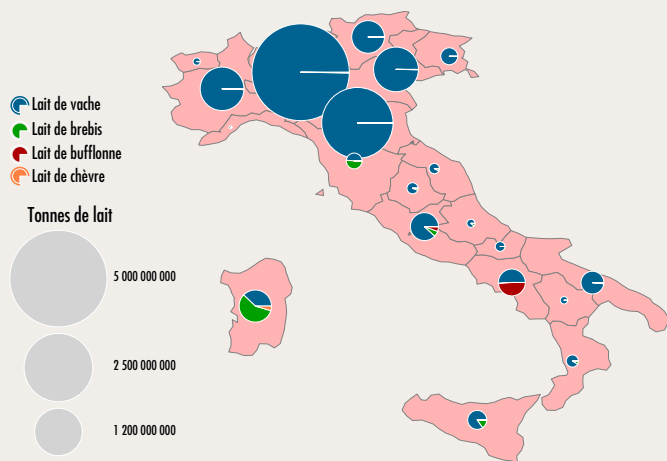 Lait de vache
Lait de brebis
Lait de bufflonne
Lait de chèvre
Tonnes de lait
5 000 000 000
2 500 000 000
1 200 000 000